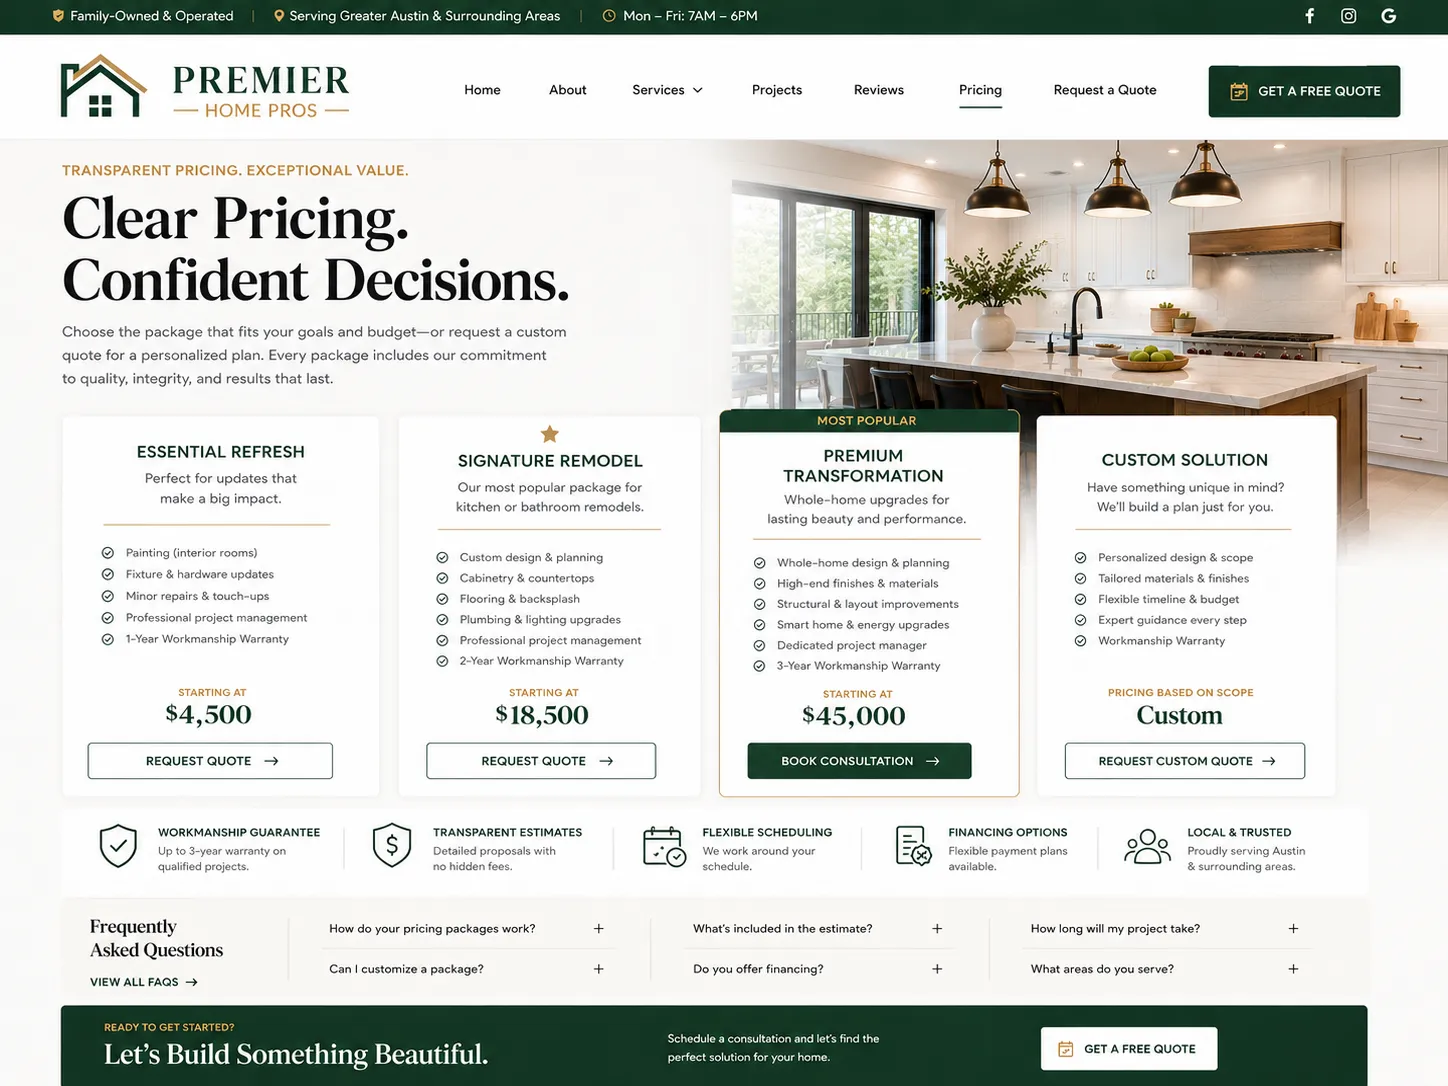 Family-Owned & Operated
Serving Greater Austin & Surrounding Areas
Mon – Fri: 7AM – 6PM
PREMIER
HOME PROS
Home
About
Services
Projects
Reviews
Pricing
Request a Quote
GET A FREE QUOTE
TRANSPARENT PRICING. EXCEPTIONAL VALUE.
Clear Pricing.
Confident Decisions.
Choose the package that fits your goals and budget—or request a custom
quote for a personalized plan. Every package includes our commitment
to quality, integrity, and results that last.
ESSENTIAL REFRESH
Perfect for updates that
make a big impact.
Painting (interior rooms)
Fixture & hardware updates
Minor repairs & touch-ups
Professional project management
1-Year Workmanship Warranty
STARTING AT
$4,500
REQUEST QUOTE
SIGNATURE REMODEL
Our most popular package for
kitchen or bathroom remodels.
Custom design & planning
Cabinetry & countertops
Flooring & backsplash
Plumbing & lighting upgrades
Professional project management
2-Year Workmanship Warranty
STARTING AT
$18,500
REQUEST QUOTE
MOST POPULAR
PREMIUM
TRANSFORMATION
Whole-home upgrades for
lasting beauty and performance.
Whole-home design & planning
High-end finishes & materials
Structural & layout improvements
Smart home & energy upgrades
Dedicated project manager
3-Year Workmanship Warranty
STARTING AT
$45,000
BOOK CONSULTATION
CUSTOM SOLUTION
Have something unique in mind?
We'll build a plan just for you.
Personalized design & scope
Tailored materials & finishes
Flexible timeline & budget
Expert guidance every step
Workmanship Warranty
PRICING BASED ON SCOPE
Custom
REQUEST CUSTOM QUOTE
WORKMANSHIP GUARANTEE
Up to 3-year warranty on
qualified projects.
TRANSPARENT ESTIMATES
Detailed proposals with
no hidden fees.
FLEXIBLE SCHEDULING
We work around your
schedule.
FINANCING OPTIONS
Flexible payment plans
available.
LOCAL & TRUSTED
Proudly serving Austin
& surrounding areas.
Frequently
Asked Questions
VIEW ALL FAQS
How do your pricing packages work?
Can I customize a package?
What's included in the estimate?
Do you offer financing?
How long will my project take?
What areas do you serve?
READY TO GET STARTED?
Let's Build Something Beautiful.
Schedule a consultation and let's find the
perfect solution for your home.
GET A FREE QUOTE